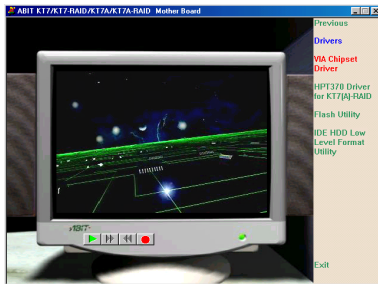 ABIT KT7/KT7-RAID/KT7A/KT7A-RAID Mother Board
Previous
Drivers
VIA Chipset
Driver
HPT370 Driver
for KT7(A)-RAID
Flash Utility
IDE HDD Low
Level Format
Utility
ABIT
Exit